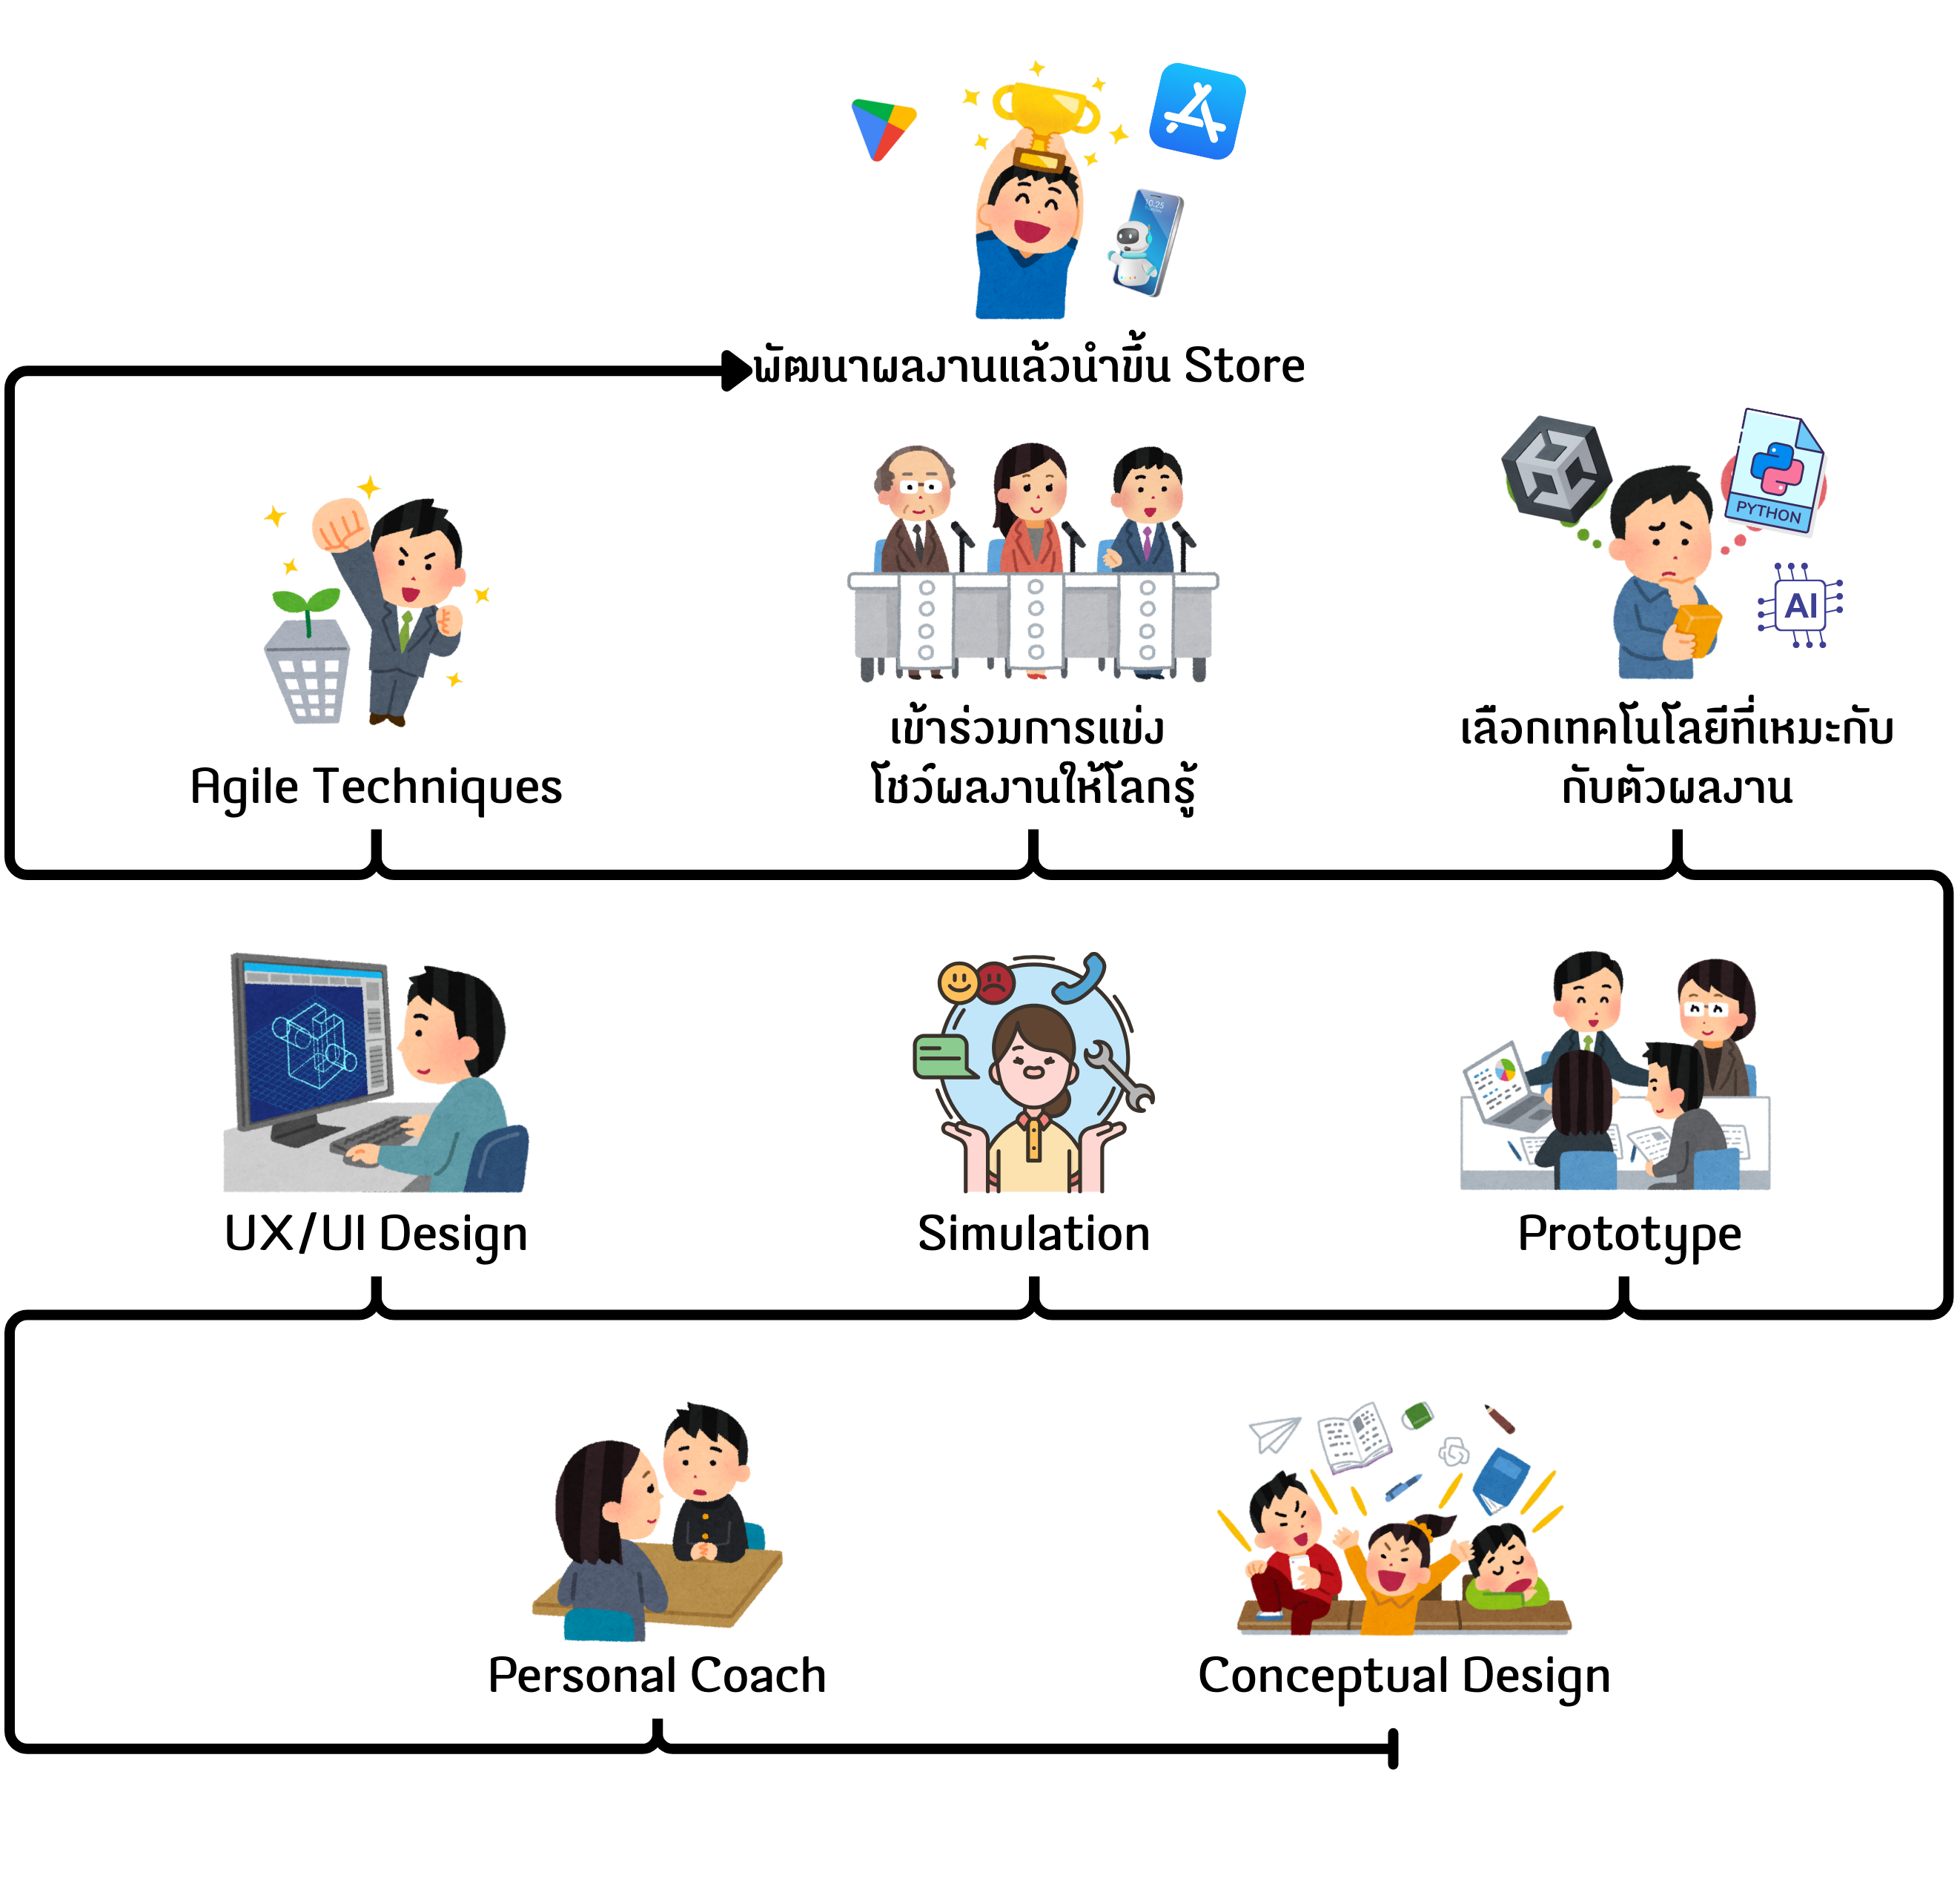 10:25
พัฒนาผลงานแล้วนำขึ้น Store
PYTHON
AI
Agile Techniques
เข้าร่วมการแข่ง
โชว์ผลงานให้โลกรู้
เลือกเทคโนโลยีที่เหมะกับ
กับตัวผลงาน
UX/UI Design
Simulation
Prototype
Personal Coach
Conceptual Design